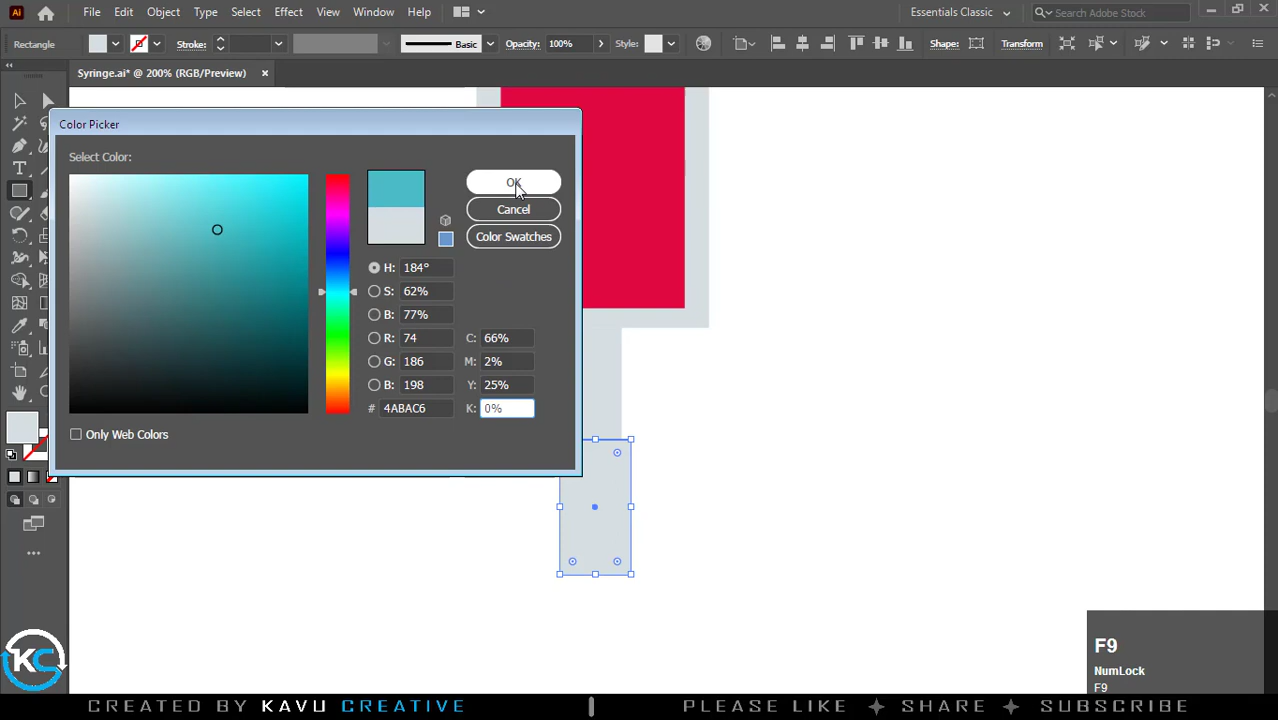 Ai File Edit Object Type Select Effect View Window Help Essentials Classic Search Adobe Stock
Rectangle Stroke: Basic Opacity: 100% Style: Shape: Transform
Syringe.ai* @ 200% (RGB/Preview) ×
Color Picker
Select Color:
OK
Cancel
Color Swatches
H: 184°
S: 62%
B: 77%
R: 74 C: 66%
G: 186 M: 2%
B: 198 Y: 25%
# 4ABAC6 K: 0%
Only Web Colors
F9
NumLock
F9
KC
CREATED BY KAVU CREATIVE PLEASE LIKE SHARE SUBSCRIBE